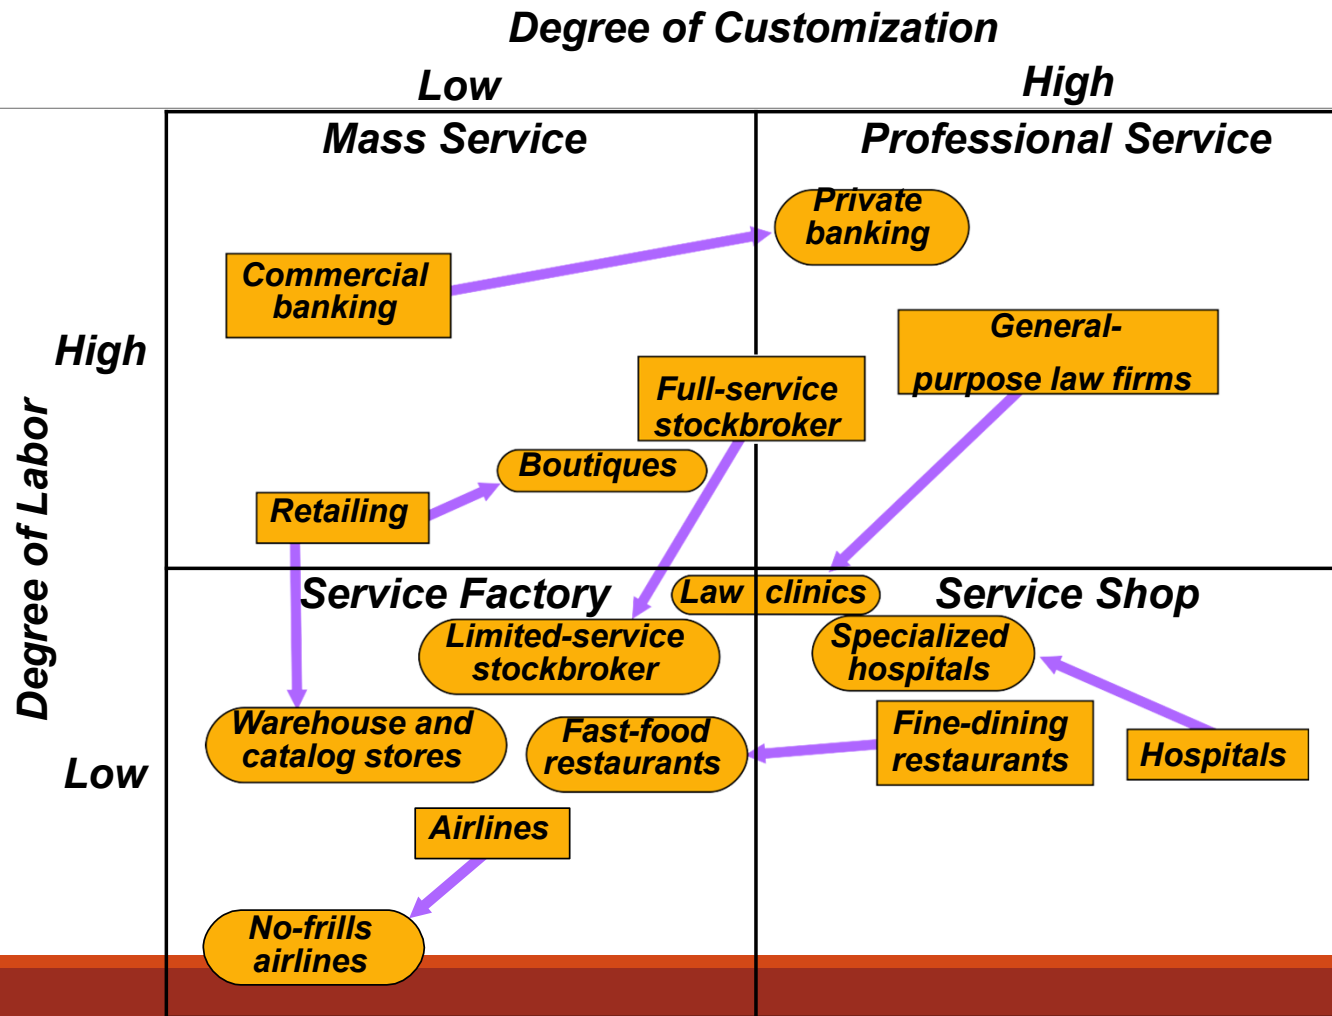 Degree of Customization
Low
High
Mass Service
Professional Service
Private
banking
Commercial
banking
General-
purpose law firms
High
Full-service
stockbroker
Boutiques
Retailing
Degree of Labor
Service Factory
Law clinics
Service Shop
Limited-service
stockbroker
Specialized
hospitals
Warehouse and
catalog stores
Fast-food
restaurants
Fine-dining
restaurants
Hospitals
Low
Airlines
No-frills
airlines